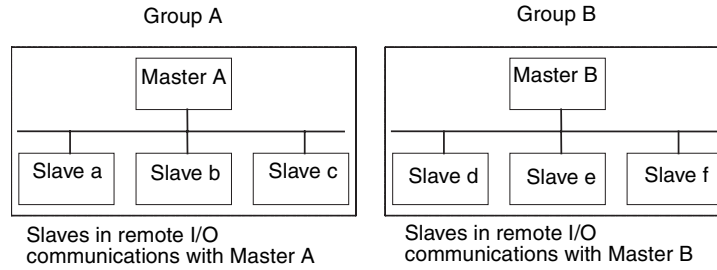 Group A
Group B
Master A
Master B
Slave a
Slave b
Slave c
Slave d
Slave e
Slave f
Slaves in remote I/O
communications with Master A
Slaves in remote I/O
communications with Master B